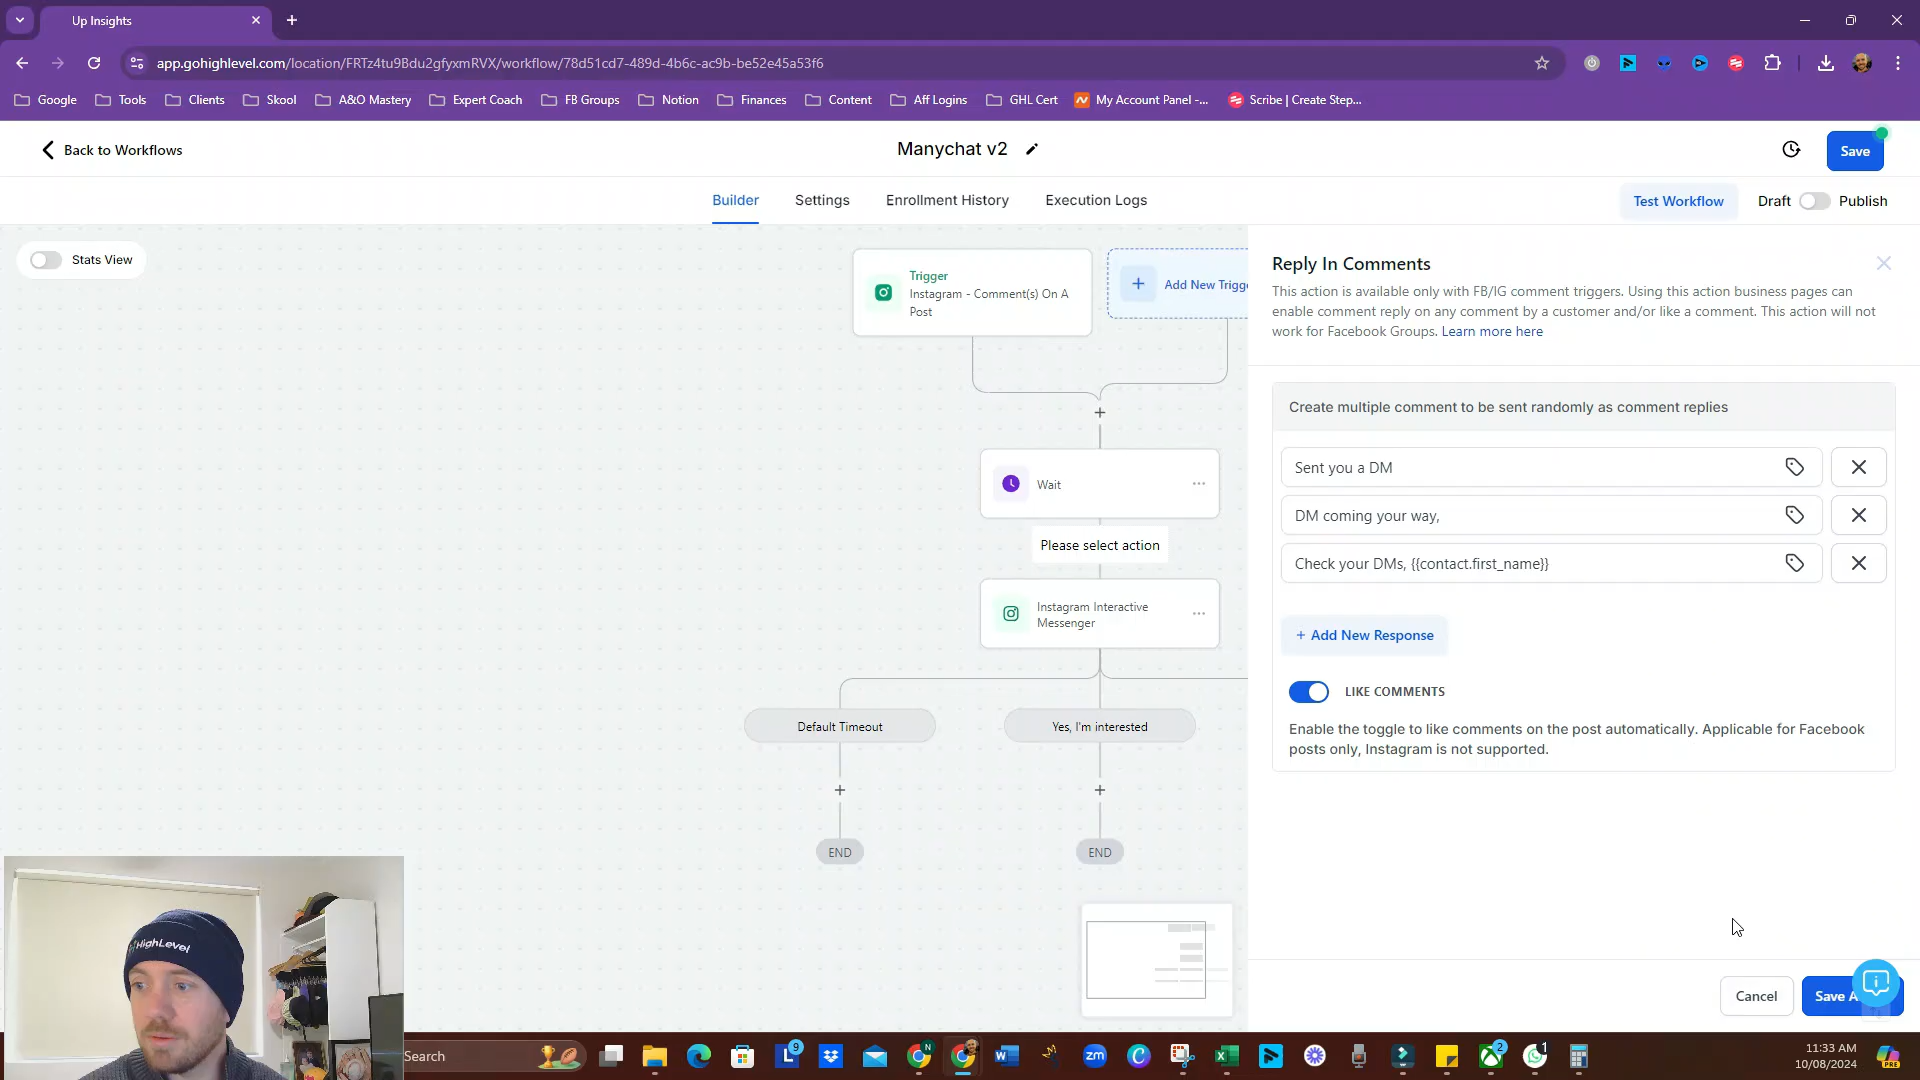 Up Insights
app.gohighlevel.com/location/FRTz4tu9Bdu2gfyxmRVX/workflow/78d51cd7-489d-4b6c-ac9b-be52e45a53f6
Google
Tools
Clients
Skool
A&O Mastery
Expert Coach
FB Groups
Notion
Finances
Content
Aff Logins
GHL Cert
My Account Panel -...
Scribe | Create Step...
Back to Workflows
Manychat v2
Save
Builder
Settings
Enrollment History
Execution Logs
Test Workflow
Draft
Publish
Stats View
Trigger
Instagram - Comment(s) On A
Post
Add New Trigge
Wait
Please select action
Instagram Interactive
Messenger
Default Timeout
Yes, I'm interested
END
END
Reply In Comments
This action is available only with FB/IG comment triggers. Using this action business pages can
enable comment reply on any comment by a customer and/or like a comment. This action will not
work for Facebook Groups. Learn more here
Create multiple comment to be sent randomly as comment replies
Sent you a DM
DM coming your way,
Check your DMs, {{contact.first_name}}
+ Add New Response
LIKE COMMENTS
Enable the toggle to like comments on the post automatically. Applicable for Facebook
posts only, Instagram is not supported.
Cancel
Save A
HighLevel
Search
9
N
zm
2
1
11:33 AM
10/08/2024
PRE